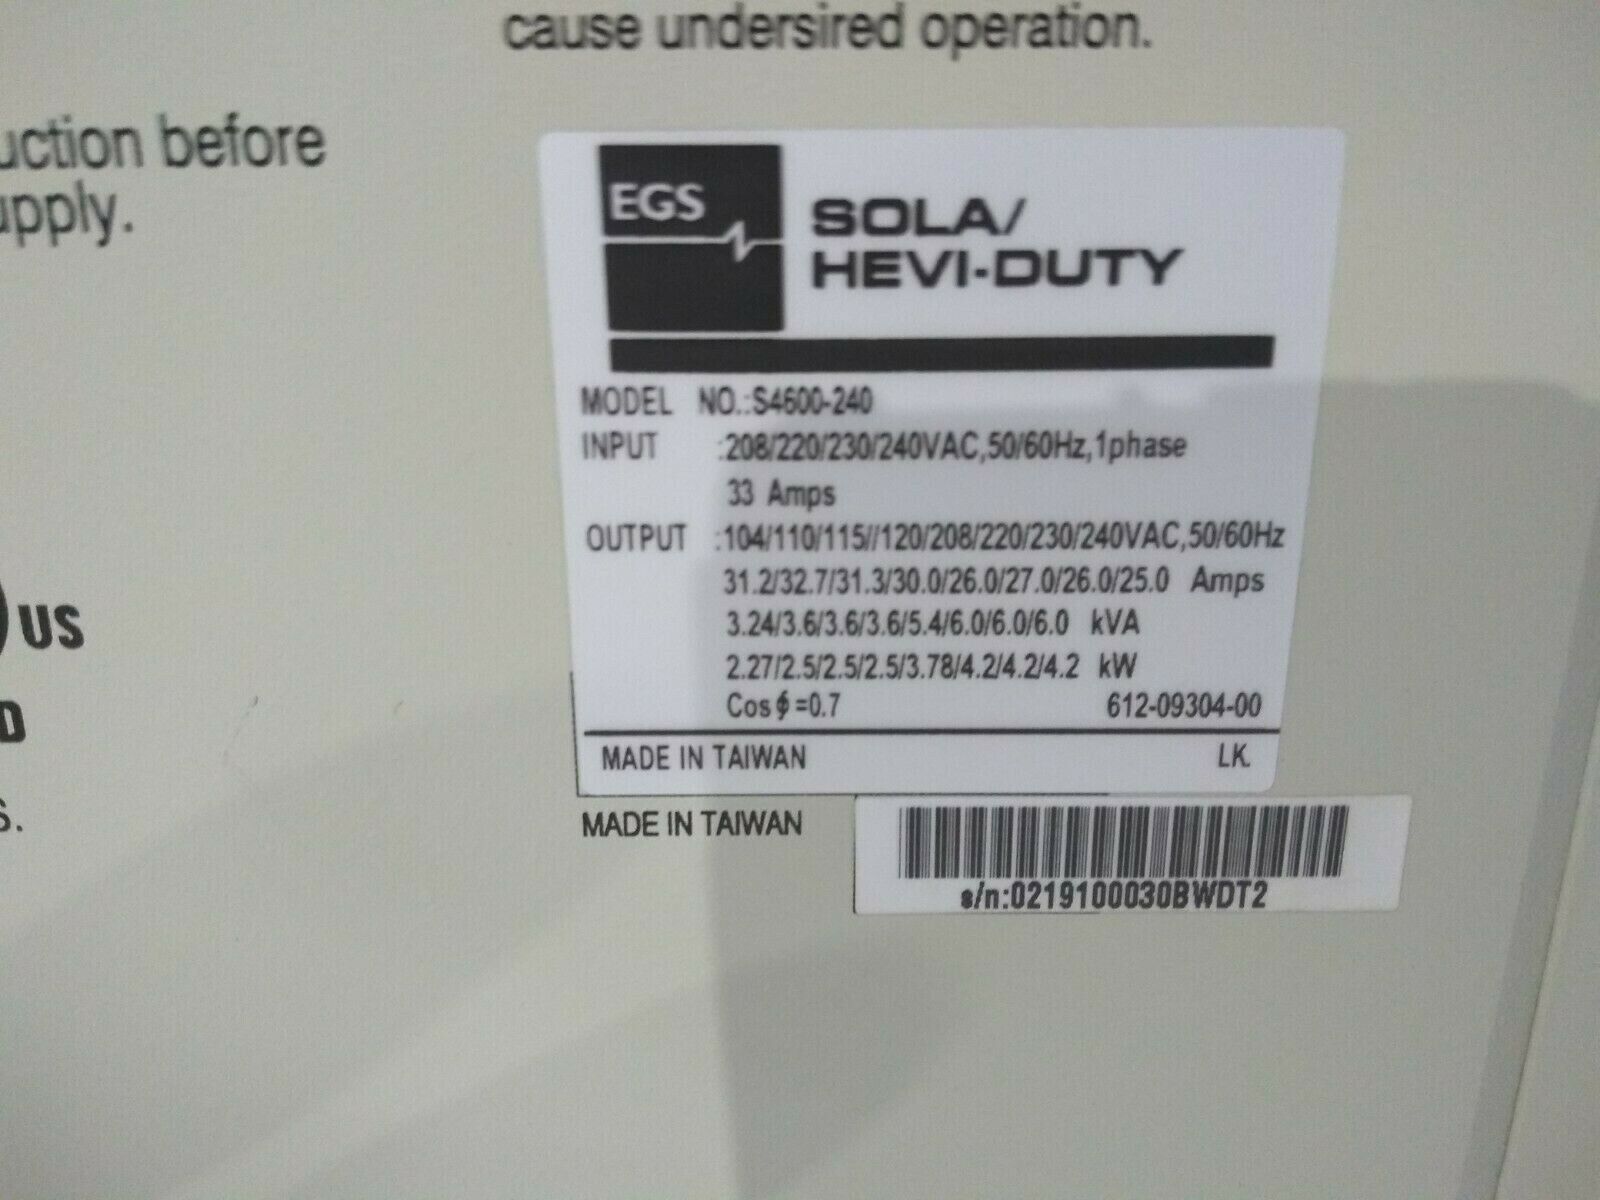 cause undersired operation.
uction before
upply.
EGS
SOLA/
HEVI-DUTY
MODEL NO.:S4600-240
INPUT :208/220/230/240VAC,50/60Hz,1phase
33 Amps
OUTPUT :104/110/115//120/208/220/230/240VAC,50/60Hz
31.2/32.7/31.3/30.0/26.0/27.0/26.0/25.0 Amps
3.24/3.6/3.6/3.6/5.4/6.0/6.0/6.0 kVA
2.27/2.5/2.5/2.5/3.78/4.2/4.2/4.2 kW
Cos ϕ =0.7 612-09304-00
US
D
MADE IN TAIWAN LK.
S.
MADE IN TAIWAN
s/n:0219100030BWDT2